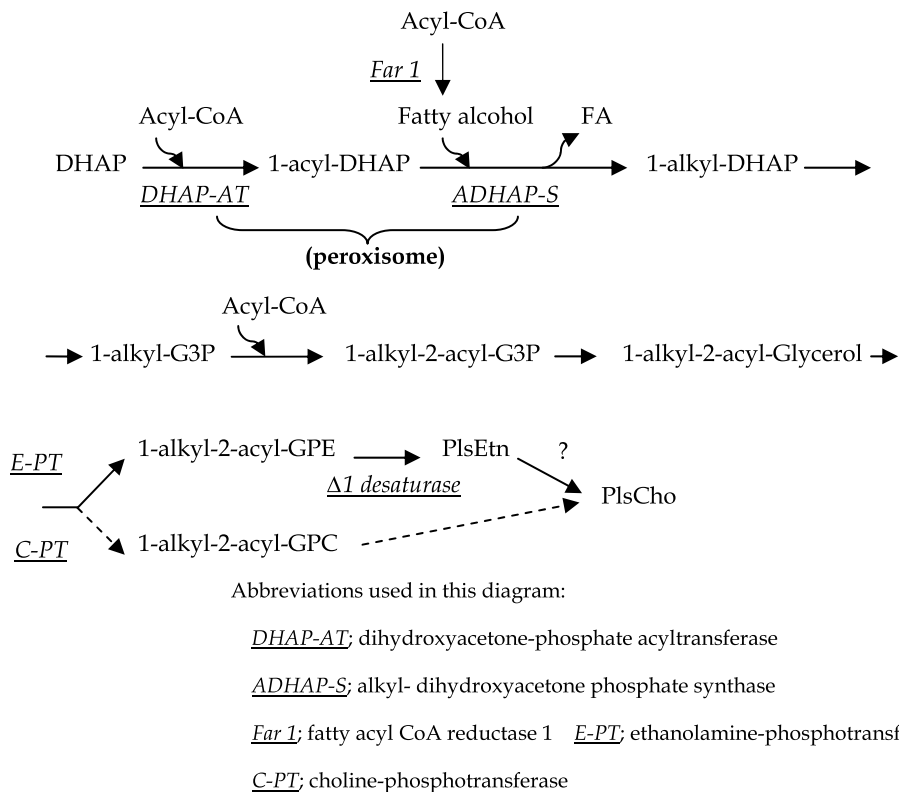 Acyl-CoA
Far 1
Acyl-CoA
Fatty alcohol
FA
DHAP
1-acyl-DHAP
1-alkyl-DHAP
DHAP-AT
ADHAP-S
(peroxisome)
Acyl-CoA
1-alkyl-G3P
1-alkyl-2-acyl-G3P
1-alkyl-2-acyl-Glycerol
E-PT
1-alkyl-2-acyl-GPE
PlsEtn
?
Δ1 desaturase
PlsCho
C-PT
1-alkyl-2-acyl-GPC
Abbreviations used in this diagram:
DHAP-AT; dihydroxyacetone-phosphate acyltransferase
ADHAP-S; alkyl- dihydroxyacetone phosphate synthase
Far 1; fatty acyl CoA reductase 1 E-PT; ethanolamine-phosphotransf
C-PT; choline-phosphotransferase